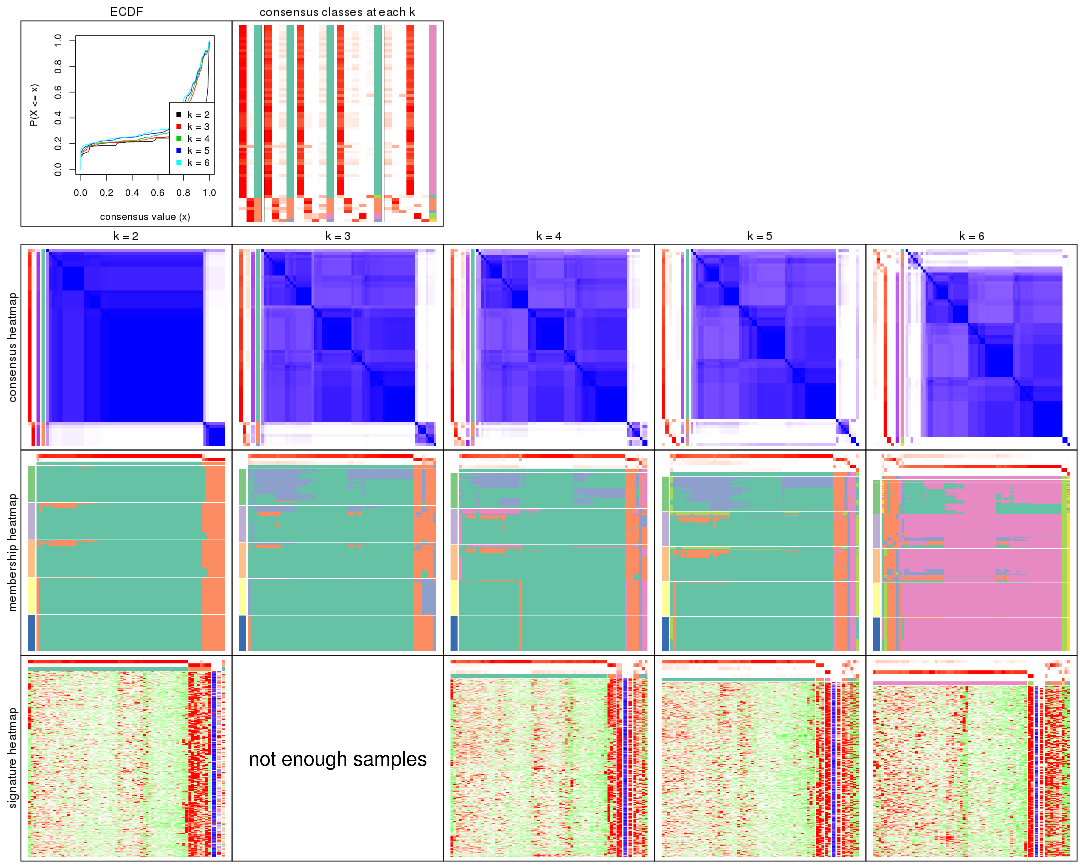 ECDF
consensus classes at each k
P(X <= x)
1.0
0.8
0.6
0.4
0.2
0.0
k = 2
k = 3
k = 4
k = 5
k = 6
0.0 0.2 0.4 0.6 0.8 1.0
consensus value (x)
k = 2
k = 3
k = 4
k = 5
k = 6
consensus heatmap
membership heatmap
signature heatmap
not enough samples